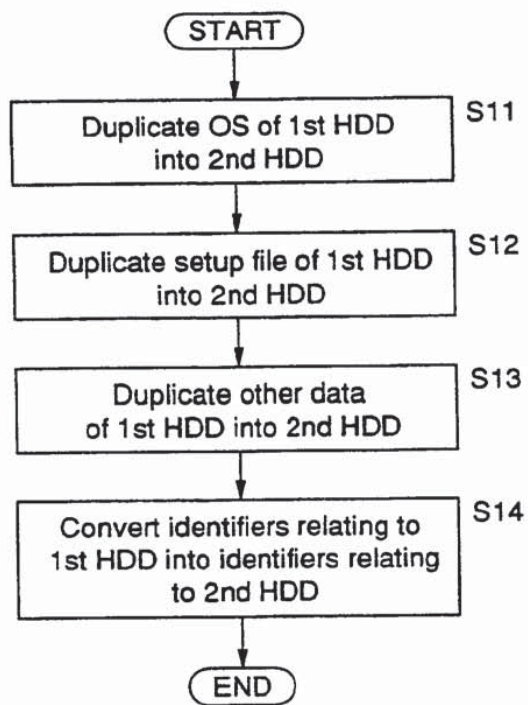 START
S11
Duplicate OS of 1st HDD
into 2nd HDD
S12
Duplicate setup file of 1st HDD
into 2nd HDD
S13
Duplicate other data
of 1st HDD into 2nd HDD
S14
Convert identifiers relating to
1st HDD into identifiers relating
to 2nd HDD
END